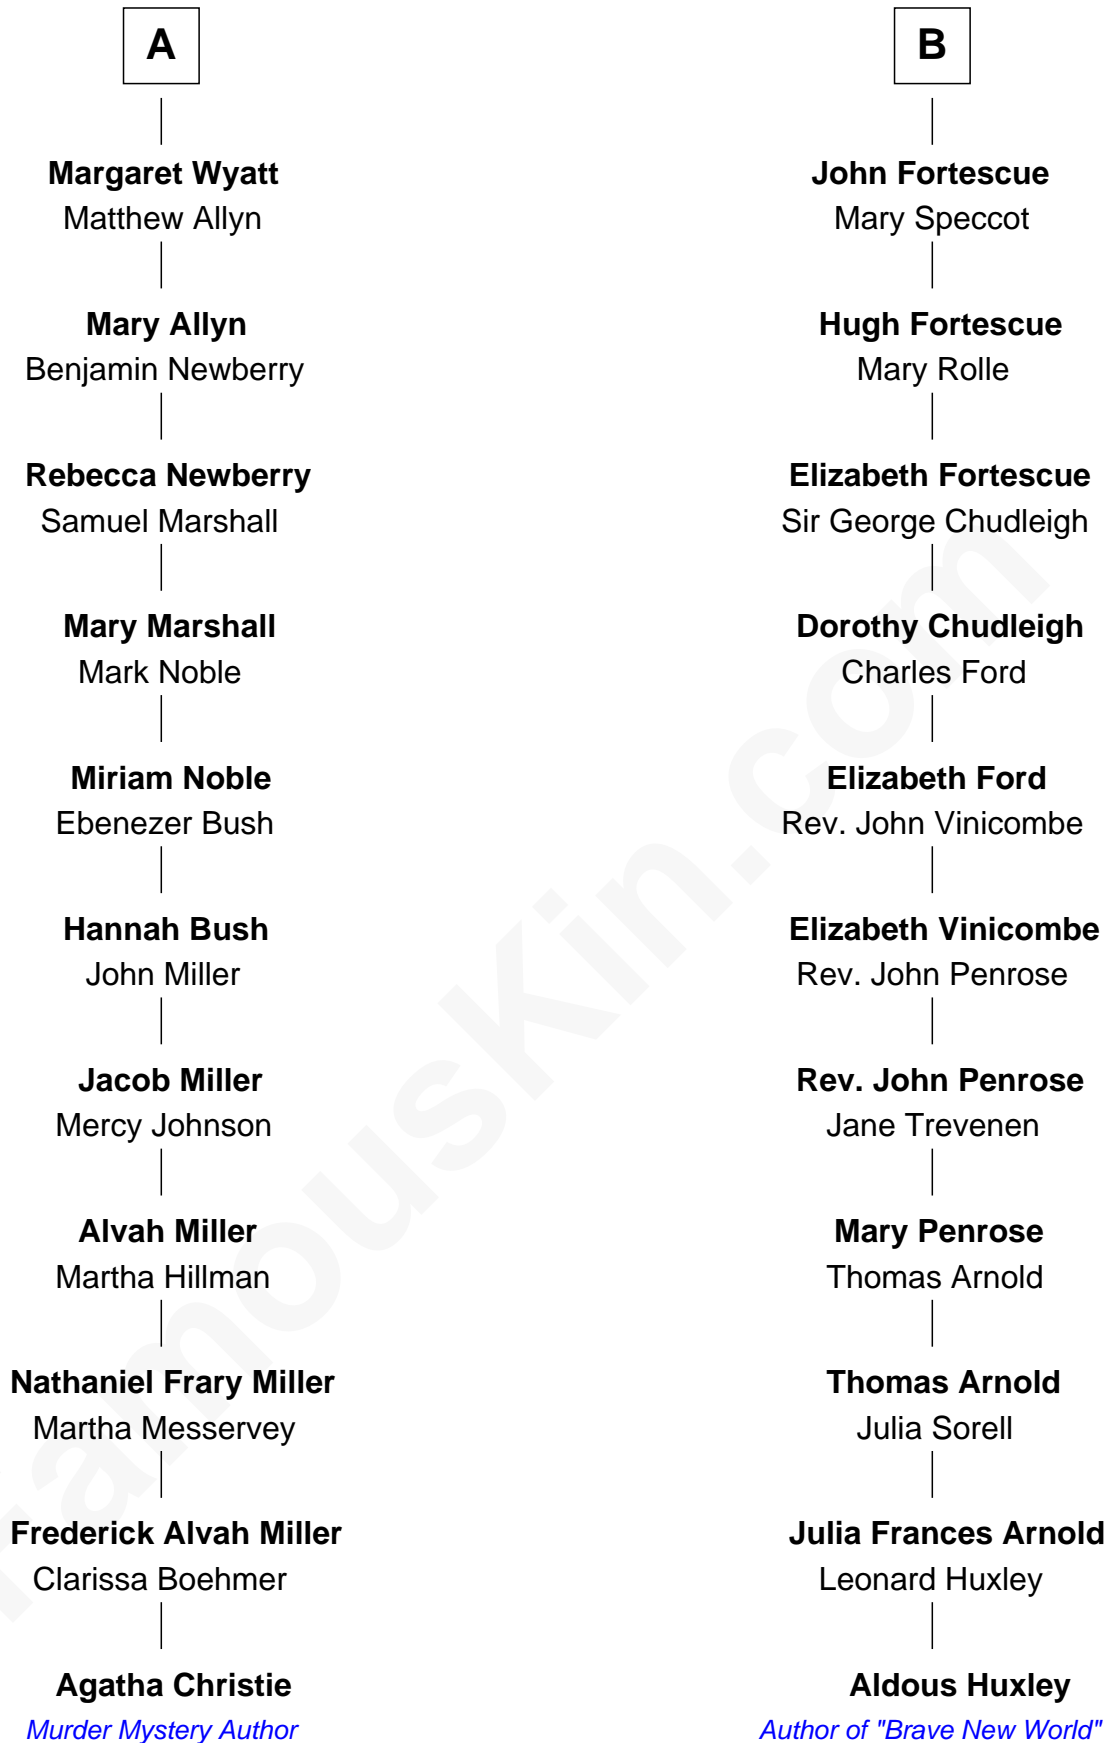 A
Margaret Wyatt
Matthew Allyn
Mary Allyn
Benjamin Newberry
Rebecca Newberry
Samuel Marshall
Mary Marshall
Mark Noble
Miriam Noble
Ebenezer Bush
Hannah Bush
John Miller
Jacob Miller
Mercy Johnson
Alvah Miller
Martha Hillman
Nathaniel Frary Miller
Martha Messervey
Frederick Alvah Miller
Clarissa Boehmer
Agatha Christie
Murder Mystery Author
B
John Fortescue
Mary Speccot
Hugh Fortescue
Mary Rolle
Elizabeth Fortescue
Sir George Chudleigh
Dorothy Chudleigh
Charles Ford
Elizabeth Ford
Rev. John Vinicombe
Elizabeth Vinicombe
Rev. John Penrose
Rev. John Penrose
Jane Trevenen
Mary Penrose
Thomas Arnold
Thomas Arnold
Julia Sorell
Julia Frances Arnold
Leonard Huxley
Aldous Huxley
Author of "Brave New World"
FamousKin.com